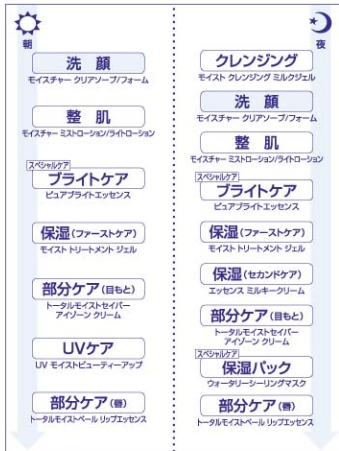 朝
洗顔
モイスチャー クリアソープ/フォーム
整肌
モイスチャー ミストローション/ライトローション
スペシャルケア
ブライトケア
ピュアブライトエッセンス
保湿(ファーストケア)
モイスト トリートメント ジェル
部分ケア(目もと)
トータルモイストセイバー
アイゾーン クリーム
UVケア
UV モイストビューティーアップ
部分ケア(唇)
トータルモイストベール リップエッセンス
夜
クレンジング
モイスト クレンジング ミルクジェル
洗顔
モイスチャー クリアソープ/フォーム
整肌
モイスチャー ミストローション/ライトローション
スペシャルケア
ブライトケア
ピュアブライトエッセンス
保湿(ファーストケア)
モイスト トリートメント ジェル
保湿(セカンドケア)
エッセンス ミルキークリーム
部分ケア(目もと)
トータルモイストセイバー
アイゾーン クリーム
スペシャルケア
保湿パック
ウォータリーシーリングマスク
部分ケア(唇)
トータルモイストベール リップエッセンス